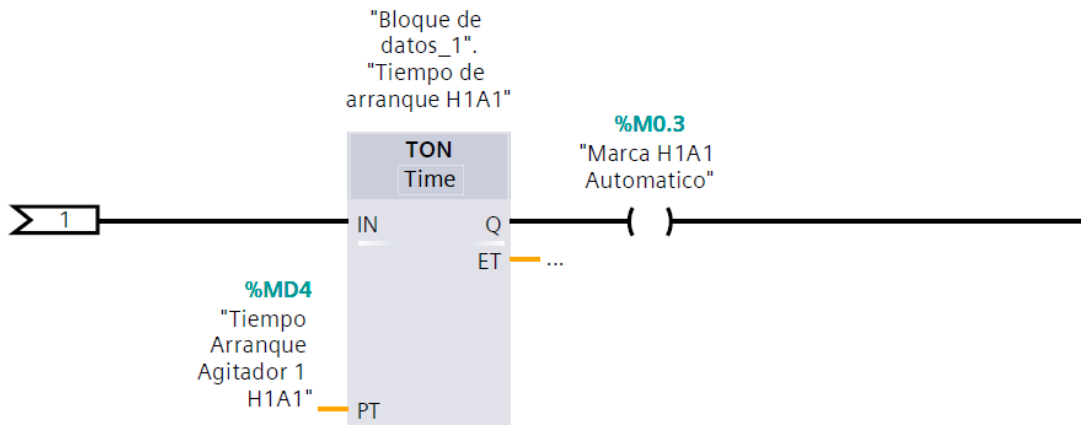 "Bloque de
datos_1".
"Tiempo de
arranque H1A1"
%M0.3
"Marca H1A1
Automatico"
TON
Time
1
IN
Q
ET
...
%MD4
"Tiempo
Arranque
Agitador 1
H1A1"
PT